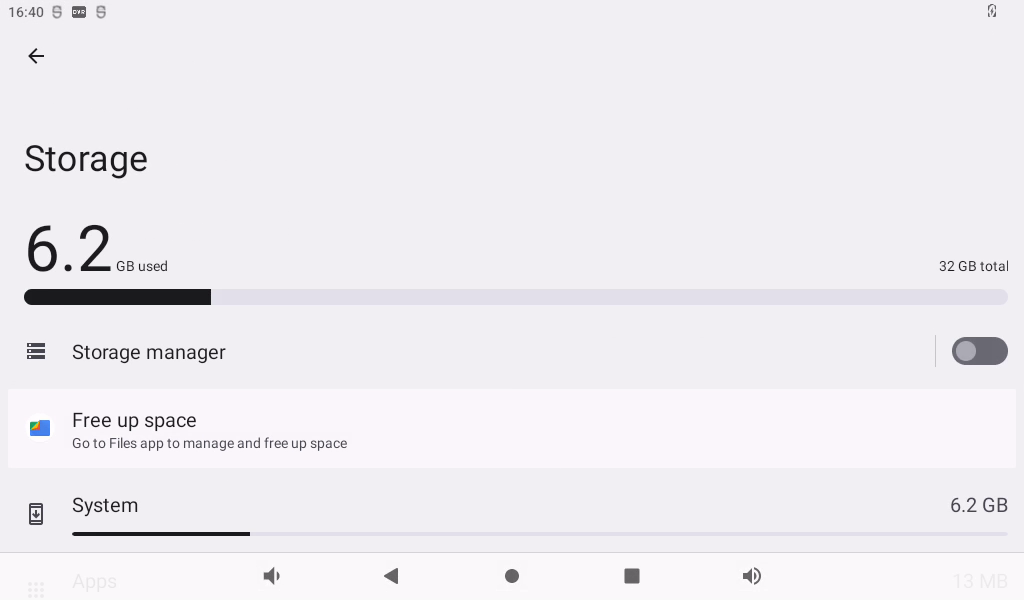 16:40
DVR
Storage
6.2 GB used
32 GB total
Storage manager
Free up space
Go to Files app to manage and free up space
System
6.2 GB
Apps
13 MB